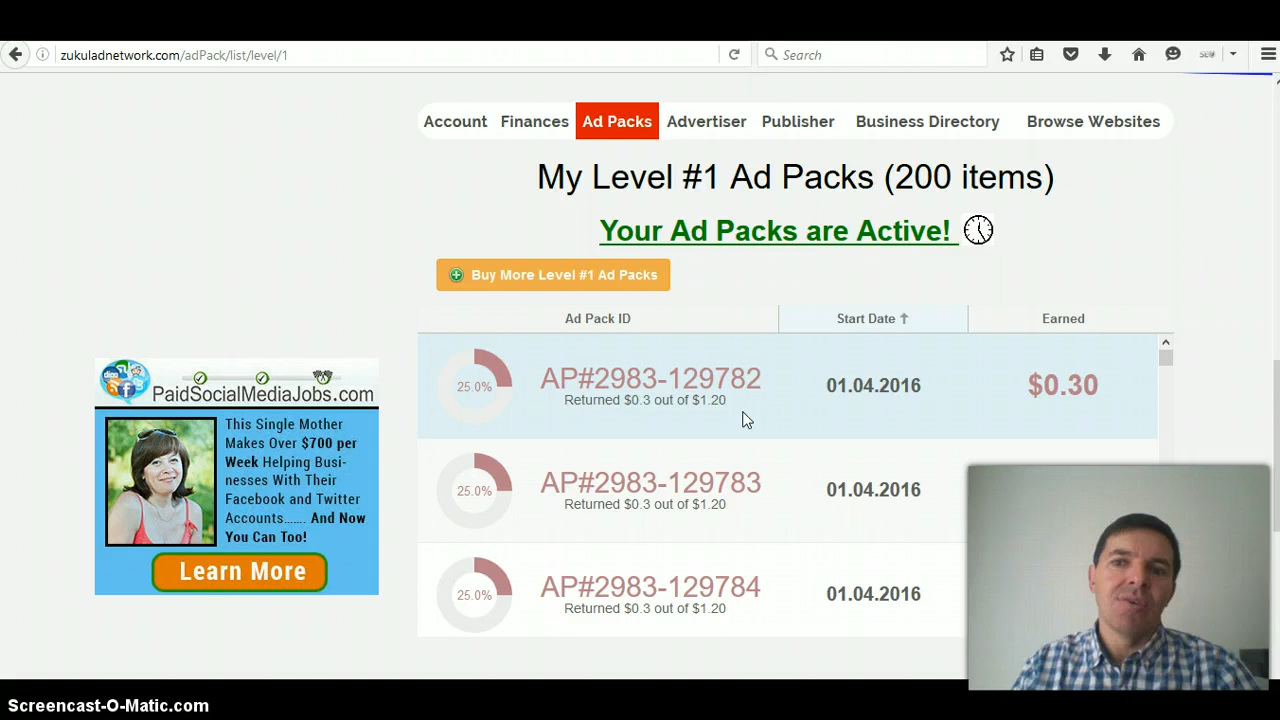 zukuladnetwork.com/adPack/list/level/1
Search
Account Finances Ad Packs Advertiser Publisher Business Directory Browse Websites
My Level #1 Ad Packs (200 items)
Your Ad Packs are Active!
Buy More Level #1 Ad Packs
Ad Pack ID Start Date Earned
25.0% AP#2983-129782 01.04.2016 $0.30
Returned $0.3 out of $1.20
25.0% AP#2983-129783 01.04.2016
Returned $0.3 out of $1.20
25.0% AP#2983-129784 01.04.2016
Returned $0.3 out of $1.20
PaidSocialMediaJobs.com
This Single Mother
Makes Over $700 per
Week Helping Busi-
nesses With Their
Facebook and Twitter
Accounts....... And Now
You Can Too!
Learn More
Screencast-O-Matic.com